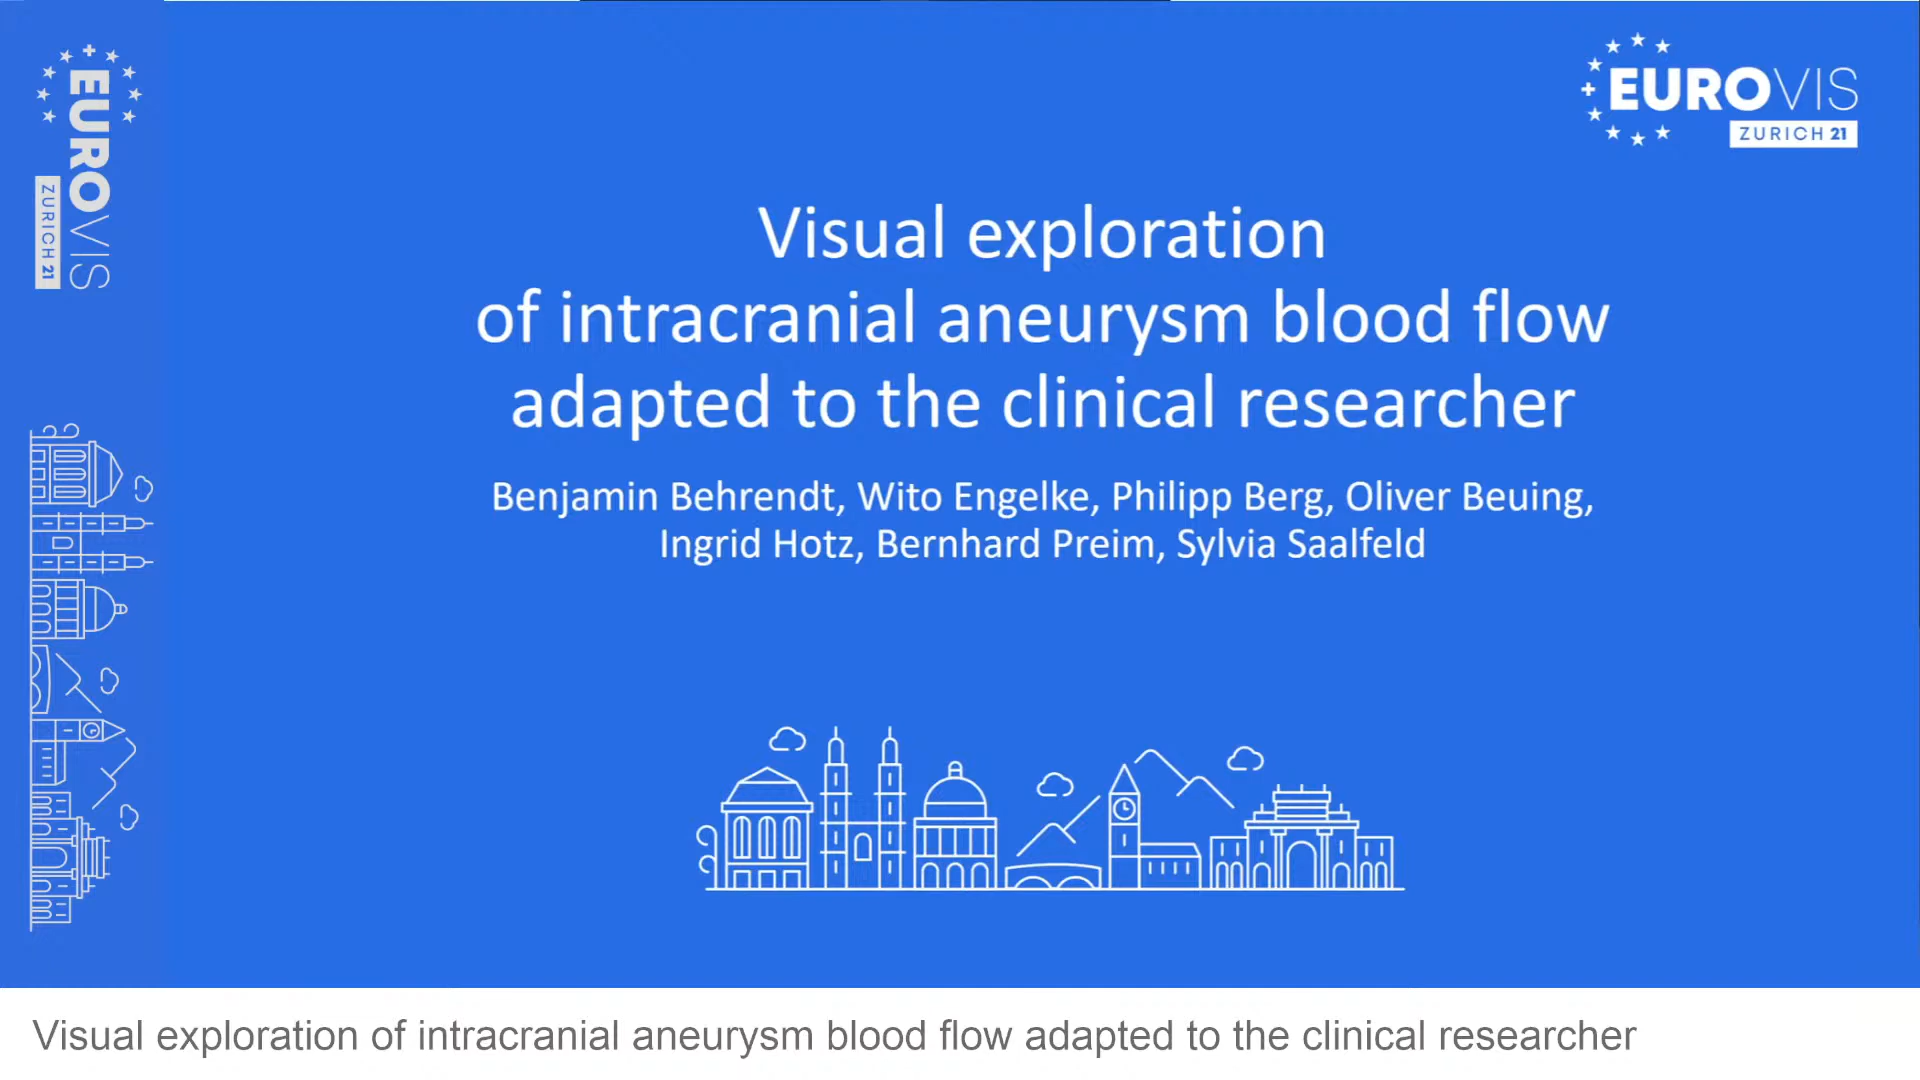 EUROVIS
ZURICH 21
EUROVIS
ZURICH 21
Visual exploration
of intracranial aneurysm blood flow
adapted to the clinical researcher
Benjamin Behrendt, Wito Engelke, Philipp Berg, Oliver Beuing,
Ingrid Hotz, Bernhard Preim, Sylvia Saalfeld
Visual exploration of intracranial aneurysm blood flow adapted to the clinical researcher